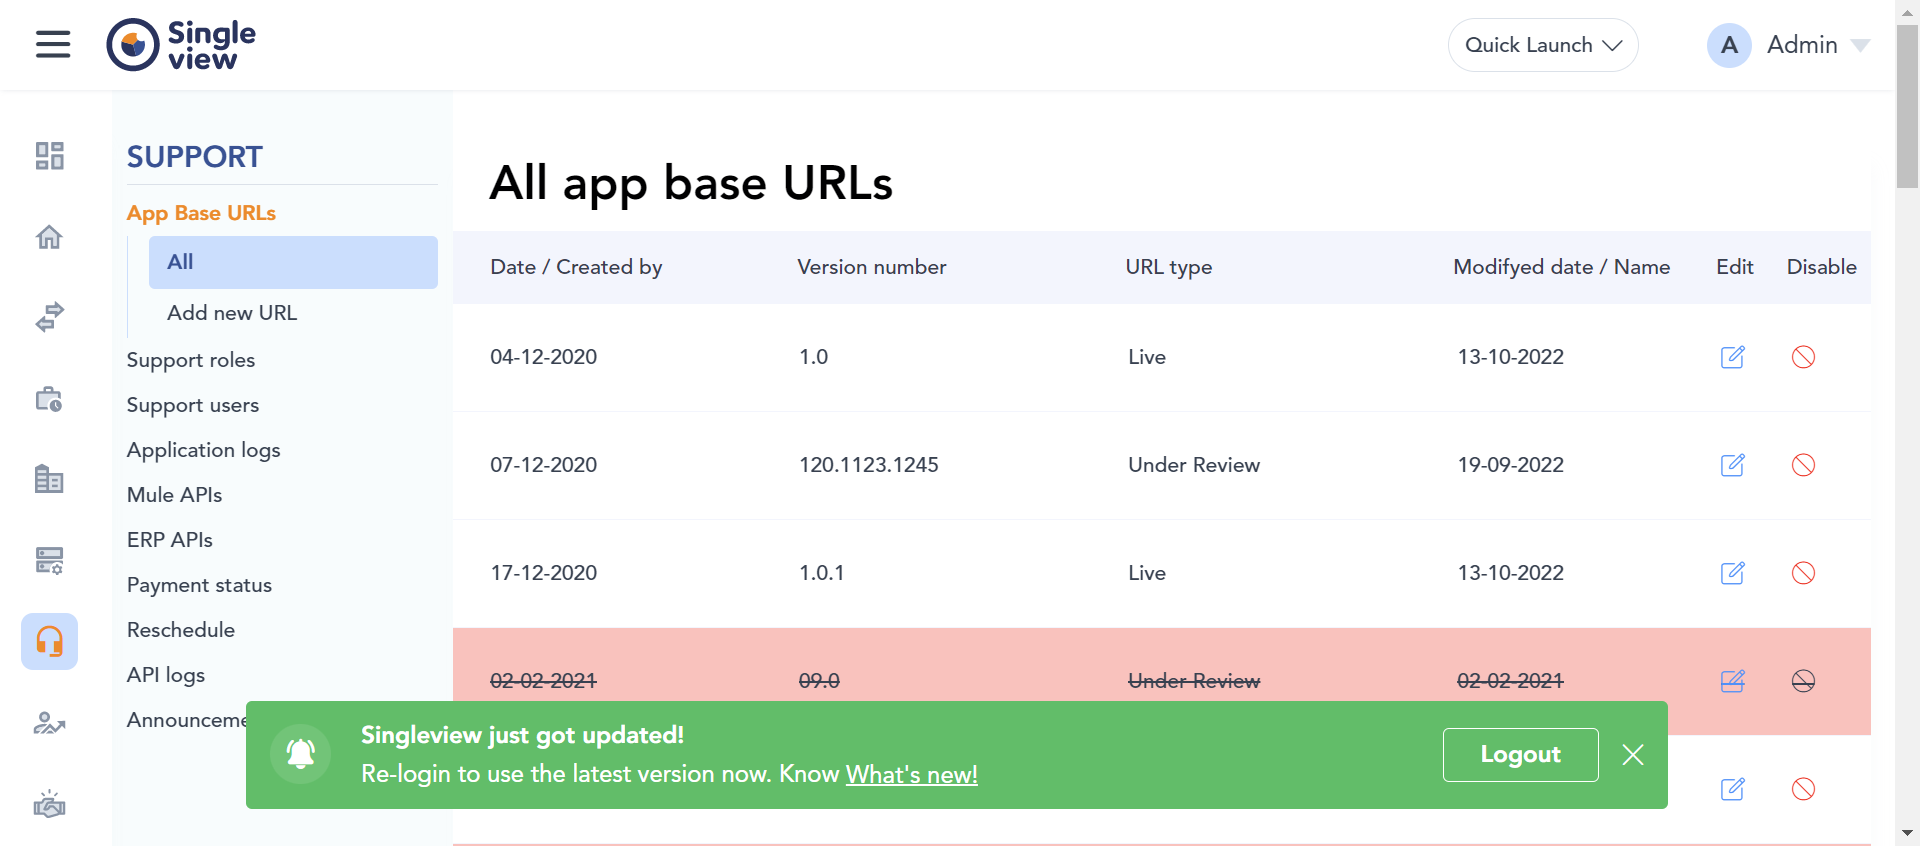 Single
view
Quick Launch
A
Admin
SUPPORT
App Base URLs
All
Add new URL
Support roles
Support users
Application logs
Mule APIs
ERP APIs
Payment status
Reschedule
API logs
All app base URLs
Date / Created by Version number URL type Modifyed date / Name Edit Disable
04-12-2020 1.0 Live 13-10-2022
07-12-2020 120.1123.1245 Under Review 19-09-2022
17-12-2020 1.0.1 Live 13-10-2022
02-02-2021 09.0 Under Review 02-02-2021
Singleview just got updated!
Re-login to use the latest version now. Know What's new!
Logout